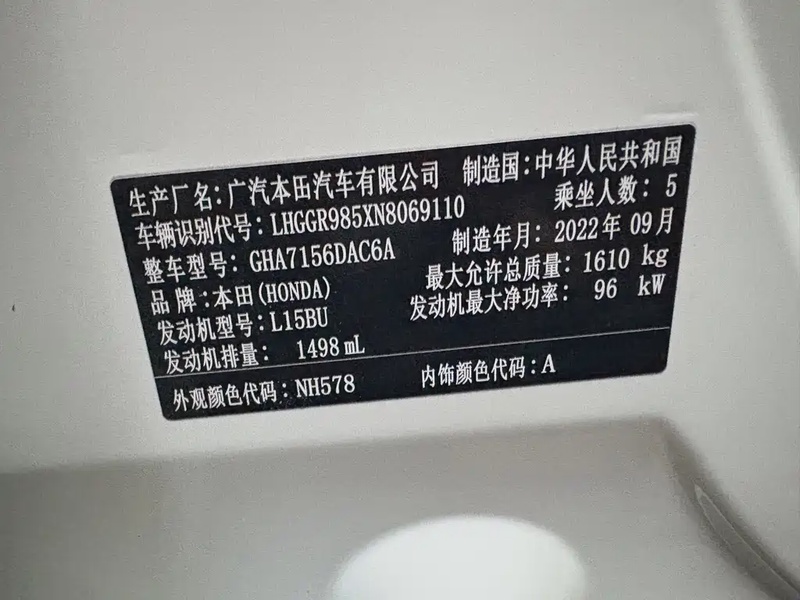 生产厂名：广汽本田汽车有限公司 制造国：中华人民共和国
车辆识别代号：LHGGR985XN8069110 乘坐人数：5
整车型号：GHA7156DAC6A 制造年月：2022年09月
品牌：本田(HONDA) 最大允许总质量：1610 kg
发动机型号：L15BU 发动机最大净功率：96 kW
发动机排量：1498 mL
外观颜色代码：NH578 内饰颜色代码：A